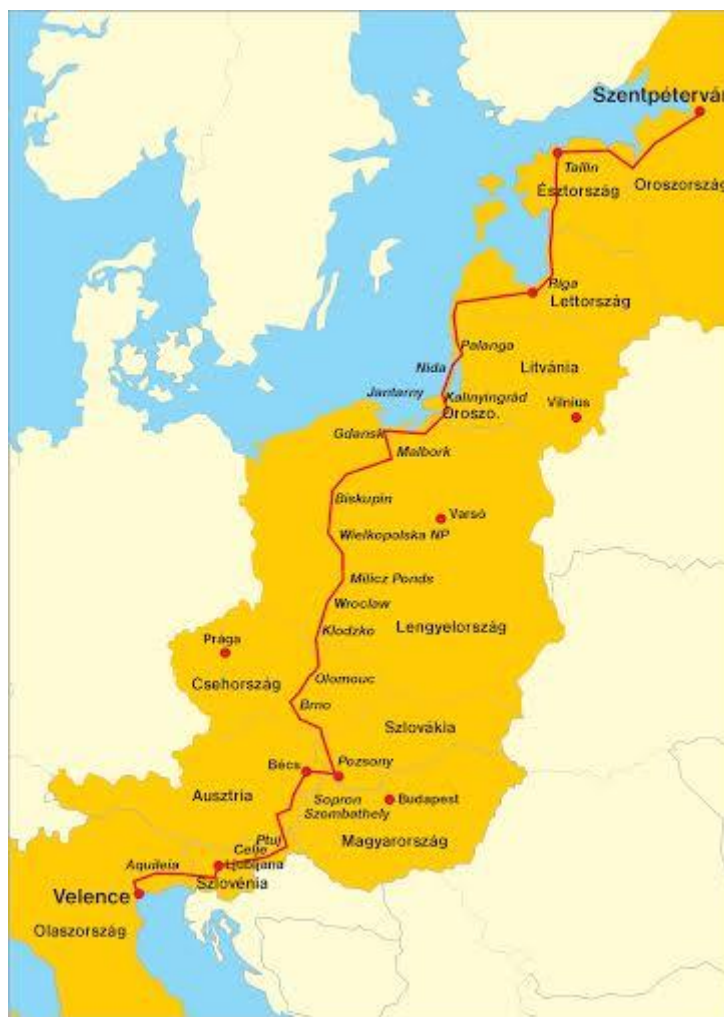 Szentpétervár
Tallin
Észtország
Oroszország
Riga
Lettország
Palanga
Nida
Litvánia
Jantarny
Kalinyingrád
Oroszo.
Vilnius
Gdansk
Malbork
Biskupin
Varsó
Wielkopolska NP
Milicz Ponds
Wroclaw
Lengyelország
Klodzko
Prága
Olomouc
Csehország
Brno
Szlovákia
Bécs
Pozsony
Ausztria
Sopron
Budapest
Szombathely
Ptuj
Magyarország
Celje
Aquileia
Ljubljana
Szlovénia
Velence
Olaszország